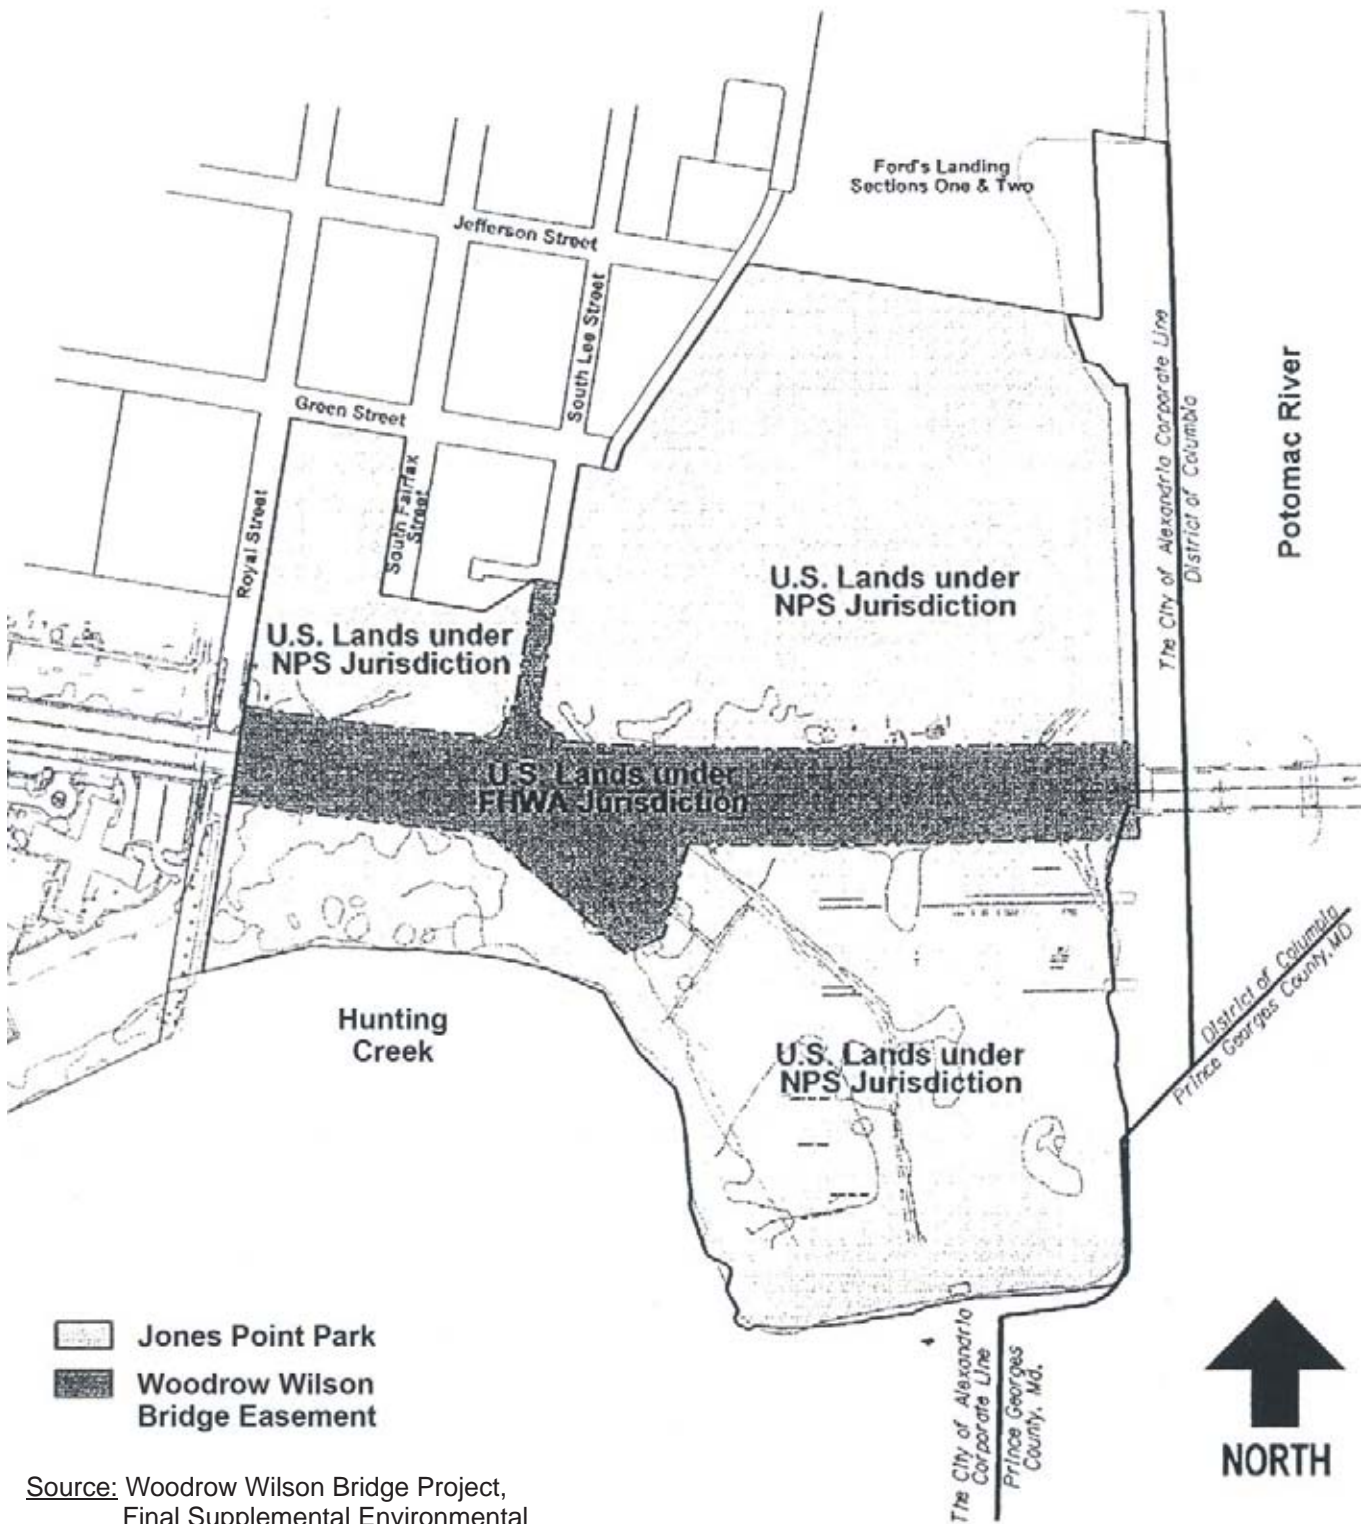 Ford's Landing
Sections One & Two
Jefferson Street
South Lee Street
Green Street
South Fairfax
Street
Royal Street
The City of Alexandria Corporate Line
District of Columbia
Potomac River
U.S. Lands under
NPS Jurisdiction
U.S. Lands under
NPS Jurisdiction
U.S. Lands under
FHWA Jurisdiction
District of Columbia
Prince Georges County, MD
Hunting
Creek
U.S. Lands under
NPS Jurisdiction
Jones Point Park
Woodrow Wilson
Bridge Easement
The City of Alexandria
Corporate Line
Prince Georges
County, Md.
NORTH
Source: Woodrow Wilson Bridge Project,
Final Supplemental Environmental